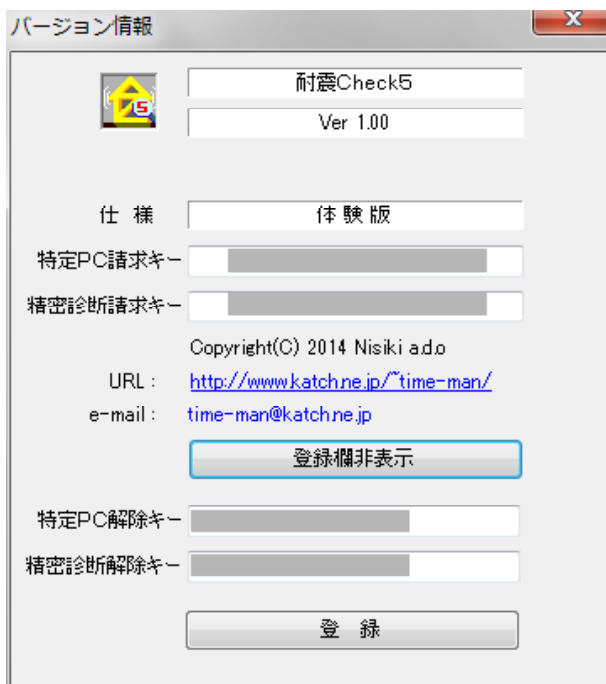 バージョン情報
耐震Check5
Ver 1.00
仕 様 体 験 版
特定PC請求キー
精密診断請求キー
Copyright(C) 2014 Nisiki a.d.o
URL : http://www.katch.ne.jp/~time-man/
e-mail : time-man@katch.ne.jp
登録欄非表示
特定PC解除キー
精密診断解除キー
登 録